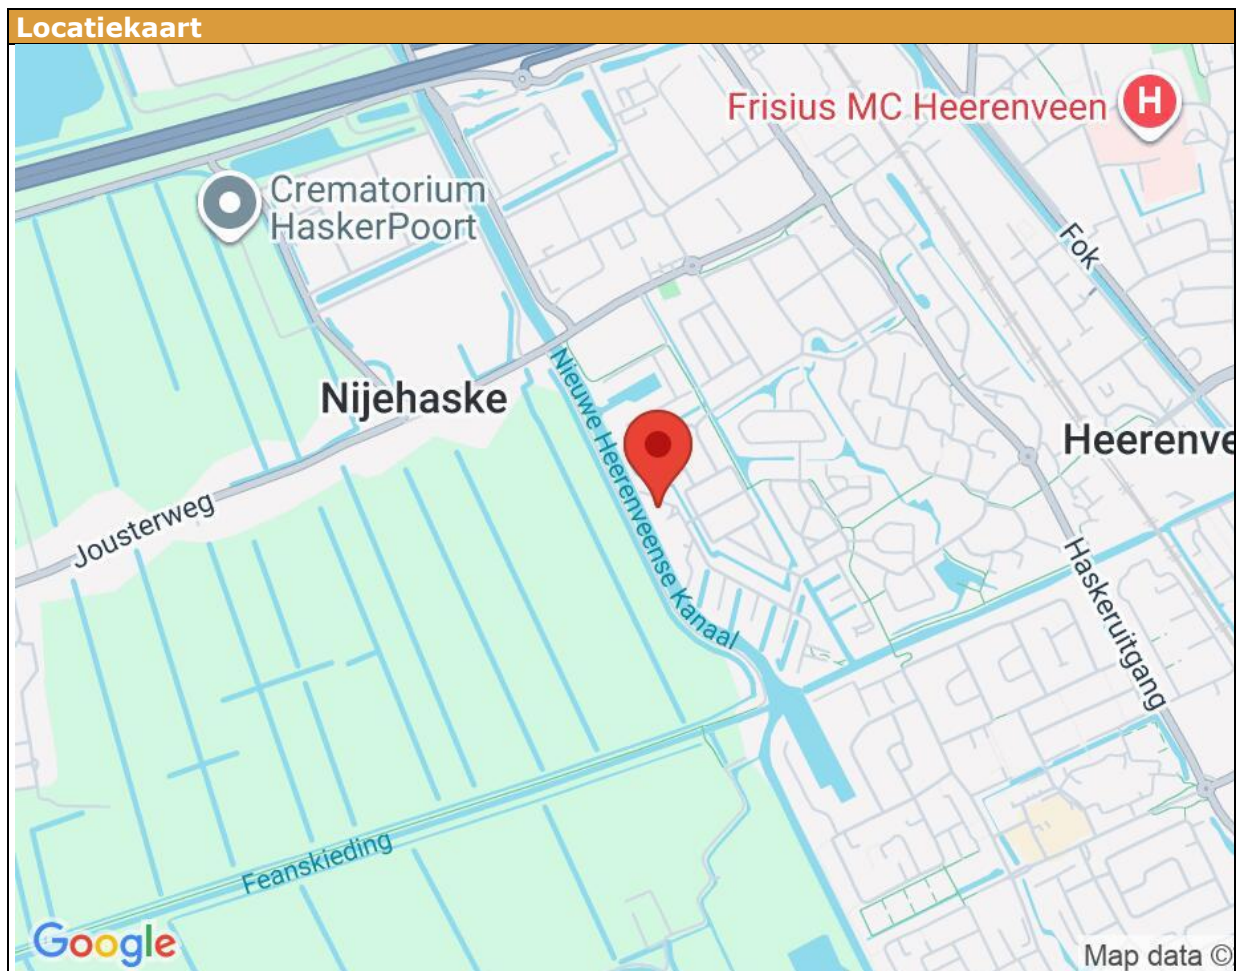 Locatiekaart
Frisius MC Heerenveen
H
Crematorium
HaskerPoort
Fok
Nijehaske
Nieuwe Heerenveense Kanaal
Heerenve
Jousterweg
Haskeruitgang
Feanskieding
Google
Map data ©